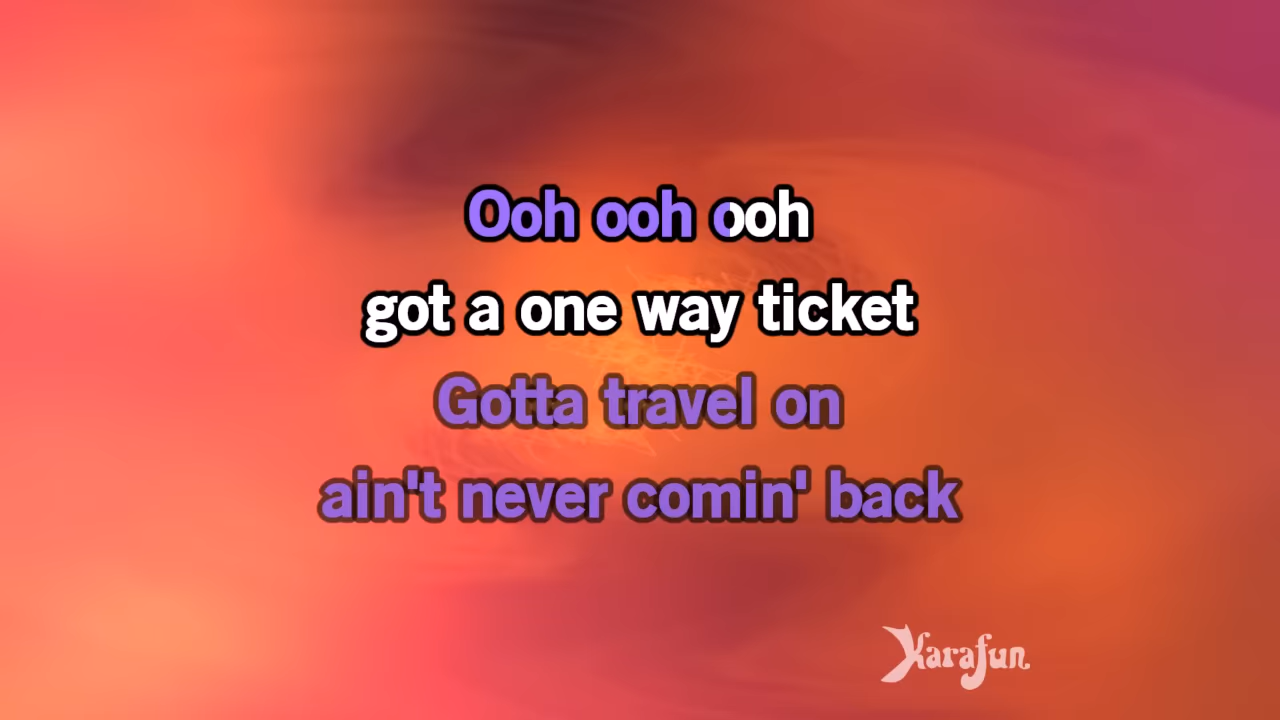 Ooh ooh ooh
got a one way ticket
Gotta travel on
ain't never comin' back
Karafun